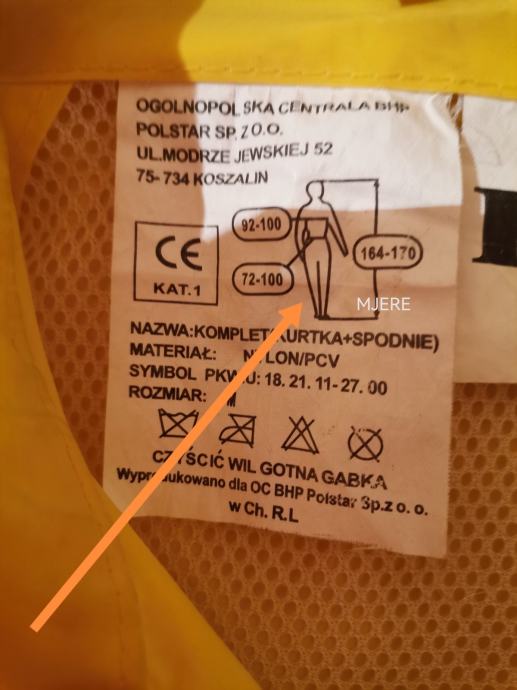 OGOLNOPOLSKA CENTRALA BHP
POLSTAR SP. Z O.O.
UL.MODRZEJEWSKIEJ 52
75-734 KOSZALIN
92-100
CE
164-170
72-100
KAT.1
MJERE
NAZWA:KOMPLET(KURTKA+SPODNIE)
MATERIAŁ: NYLON/PCV
SYMBOL PKWiU: 18. 21. 11-27. 00
ROZMIAR: M
CZYŚCIĆ WILGOTNA GABKA
Wyprodukowano dla OC BHP Polstar Sp.z o. o.
w Ch. R.L